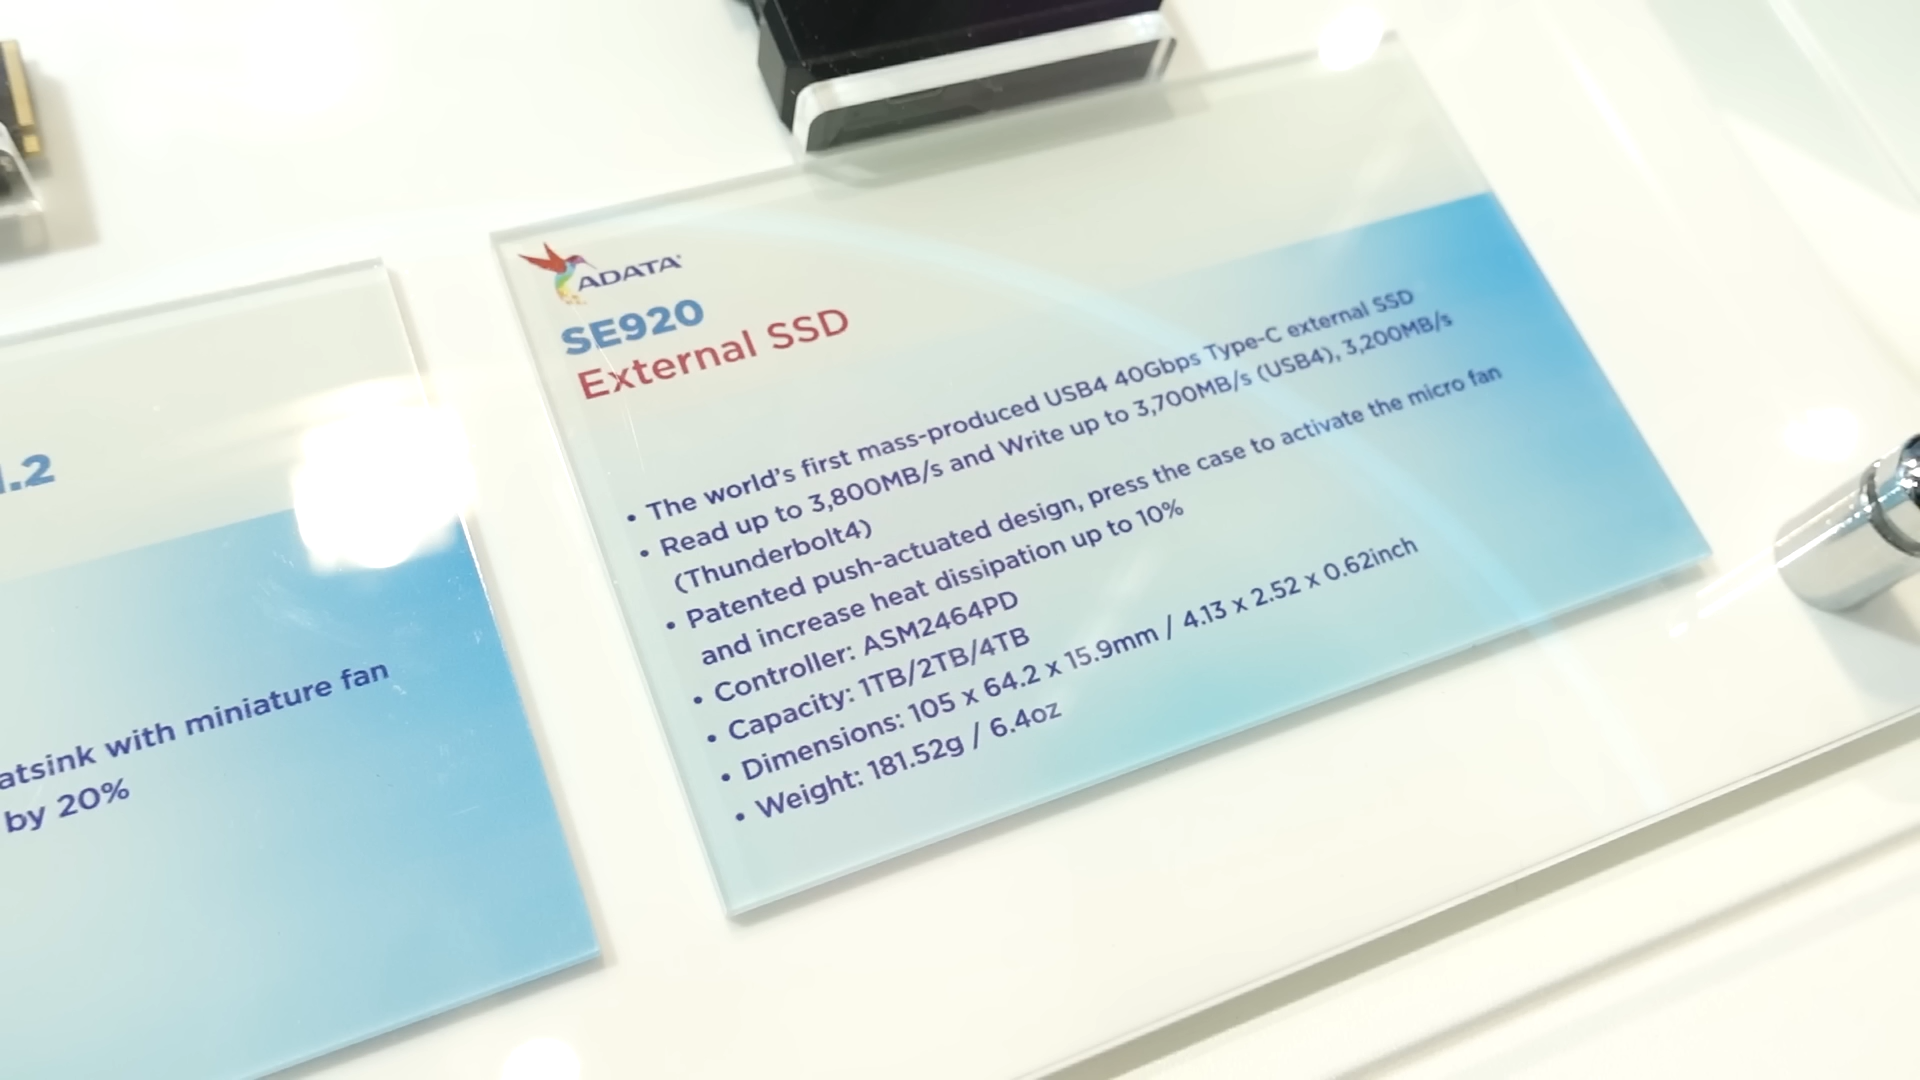 ADATA
SE920
External SSD
• The world's first mass-produced USB4 40Gbps Type-C external SSD
• Read up to 3,800MB/s and Write up to 3,700MB/s (USB4), 3,200MB/s
(Thunderbolt4)
• Patented push-actuated design, press the case to activate the micro fan
and increase heat dissipation up to 10%
• Controller: ASM2464PD
• Capacity: 1TB/2TB/4TB
• Dimensions: 105 x 64.2 x 15.9mm / 4.13 x 2.52 x 0.62inch
• Weight: 181.52g / 6.4oz
.2
atsink with miniature fan
by 20%